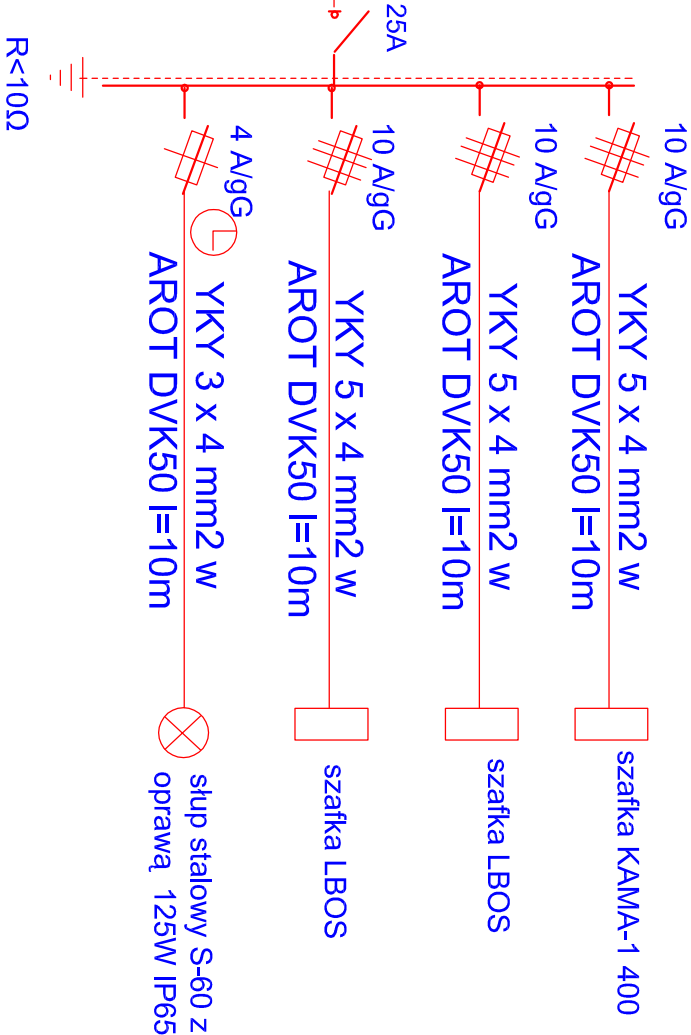 25A
R<10Ω
10 A/gG
YKY 5 x 4 mm2 w
AROT DVK50 l=10m
szafka KAMA-1 400
10 A/gG
YKY 5 x 4 mm2 w
AROT DVK50 l=10m
szafka LBOS
10 A/gG
YKY 5 x 4 mm2 w
AROT DVK50 l=10m
szafka LBOS
4 A/gG
YKY 3 x 4 mm2 w
AROT DVK50 l=10m
słup stalowy S-60 z
oprawą 125W IP65